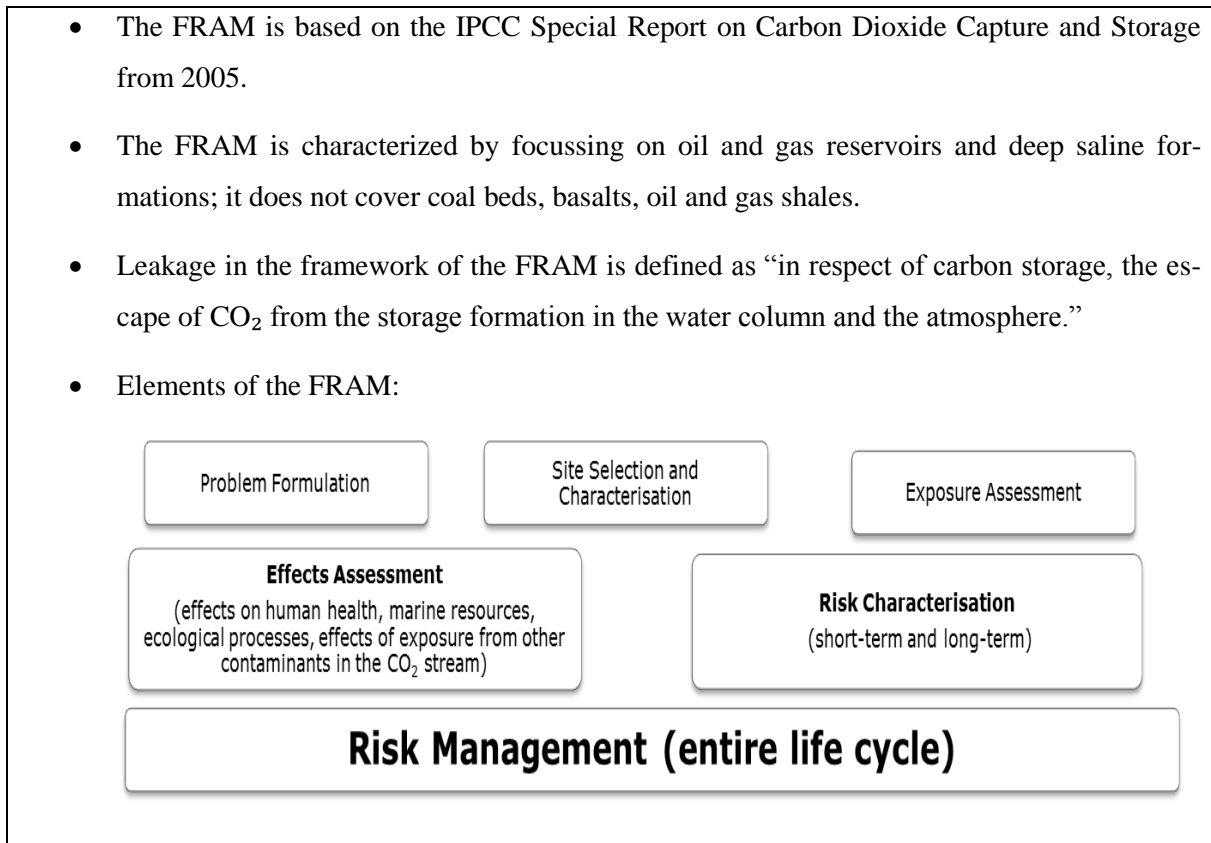 • The FRAM is based on the IPCC Special Report on Carbon Dioxide Capture and Storage
from 2005.
• The FRAM is characterized by focussing on oil and gas reservoirs and deep saline for-
mations; it does not cover coal beds, basalts, oil and gas shales.
• Leakage in the framework of the FRAM is defined as “in respect of carbon storage, the es-
cape of CO₂ from the storage formation in the water column and the atmosphere.”
• Elements of the FRAM:
Problem Formulation
Site Selection and
Characterisation
Exposure Assessment
Effects Assessment
(effects on human health, marine resources,
ecological processes, effects of exposure from other
contaminants in the CO₂ stream)
Risk Characterisation
(short-term and long-term)
Risk Management (entire life cycle)